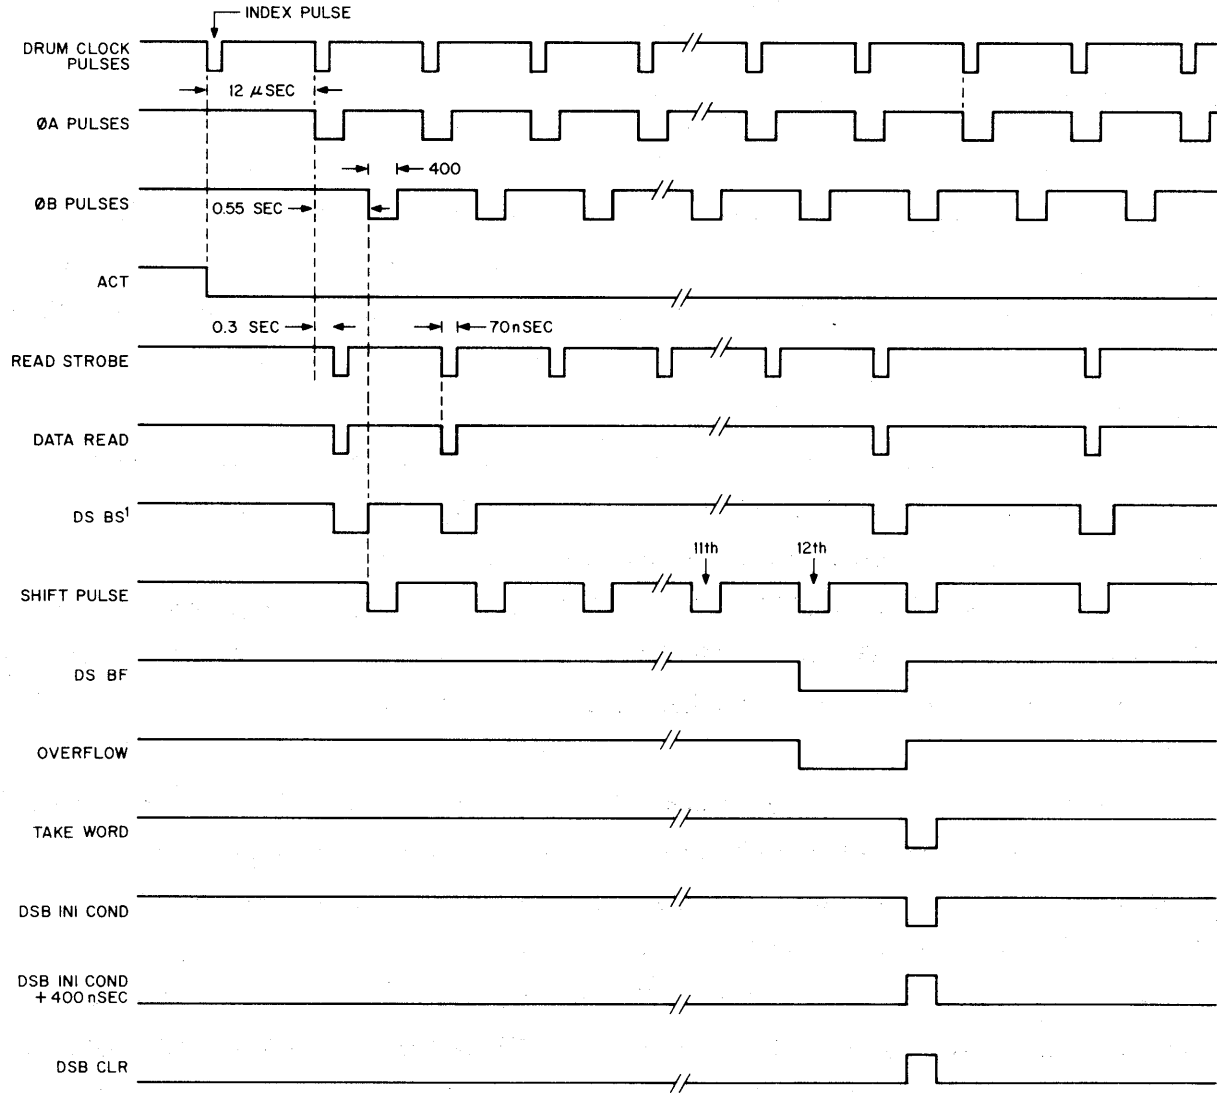 INDEX PULSE
DRUM CLOCK
PULSES
12 µSEC
ØA PULSES
400
ØB PULSES
0.55 SEC
ACT
0.3 SEC
70nSEC
READ STROBE
DATA READ
DS BS¹
11th
12th
SHIFT PULSE
DS BF
OVERFLOW
TAKE WORD
DSB INI COND
DSB INI COND
+400nSEC
DSB CLR